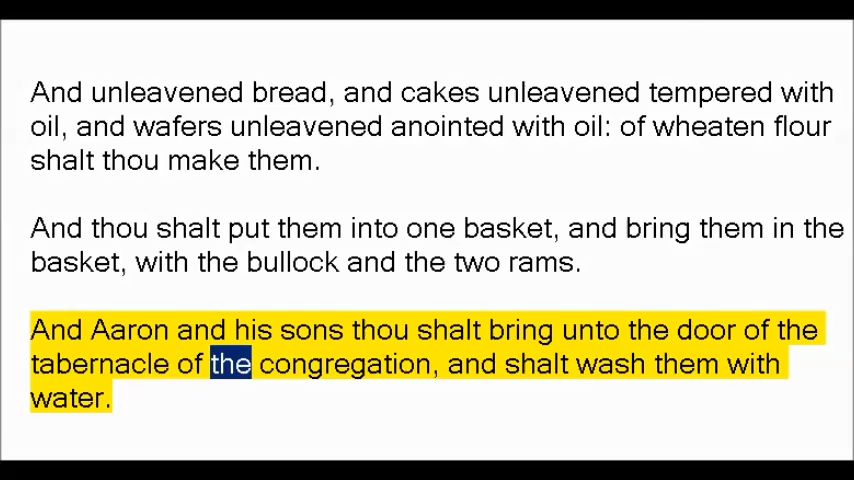 And unleavened bread, and cakes unleavened tempered with
oil, and wafers unleavened anointed with oil: of wheaten flour
shalt thou make them.
And thou shalt put them into one basket, and bring them in the
basket, with the bullock and the two rams.
And Aaron and his sons thou shalt bring unto the door of the
tabernacle of the congregation, and shalt wash them with
water.